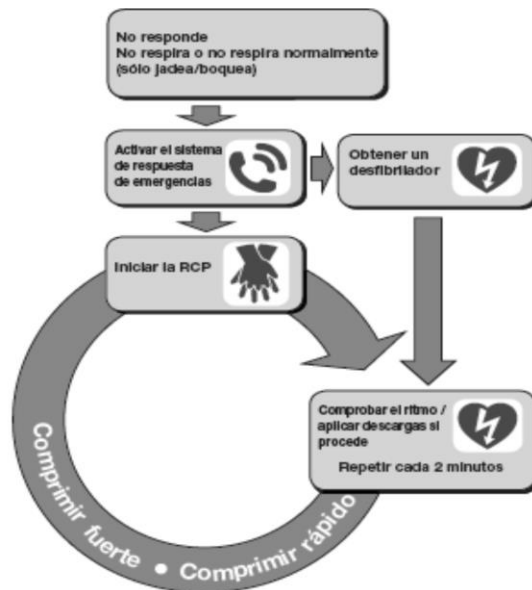 No responde
No respira o no respira normalmente
(sólo jadea/boquea)
Activar el sistema
de respuesta
de emergencias
Obtener un
desfibrilador
Iniciar la RCP
Comprobar el ritmo /
aplicar descargas si
procede
Repetir cada 2 minutos
Comprimir fuerte • Comprimir rápido